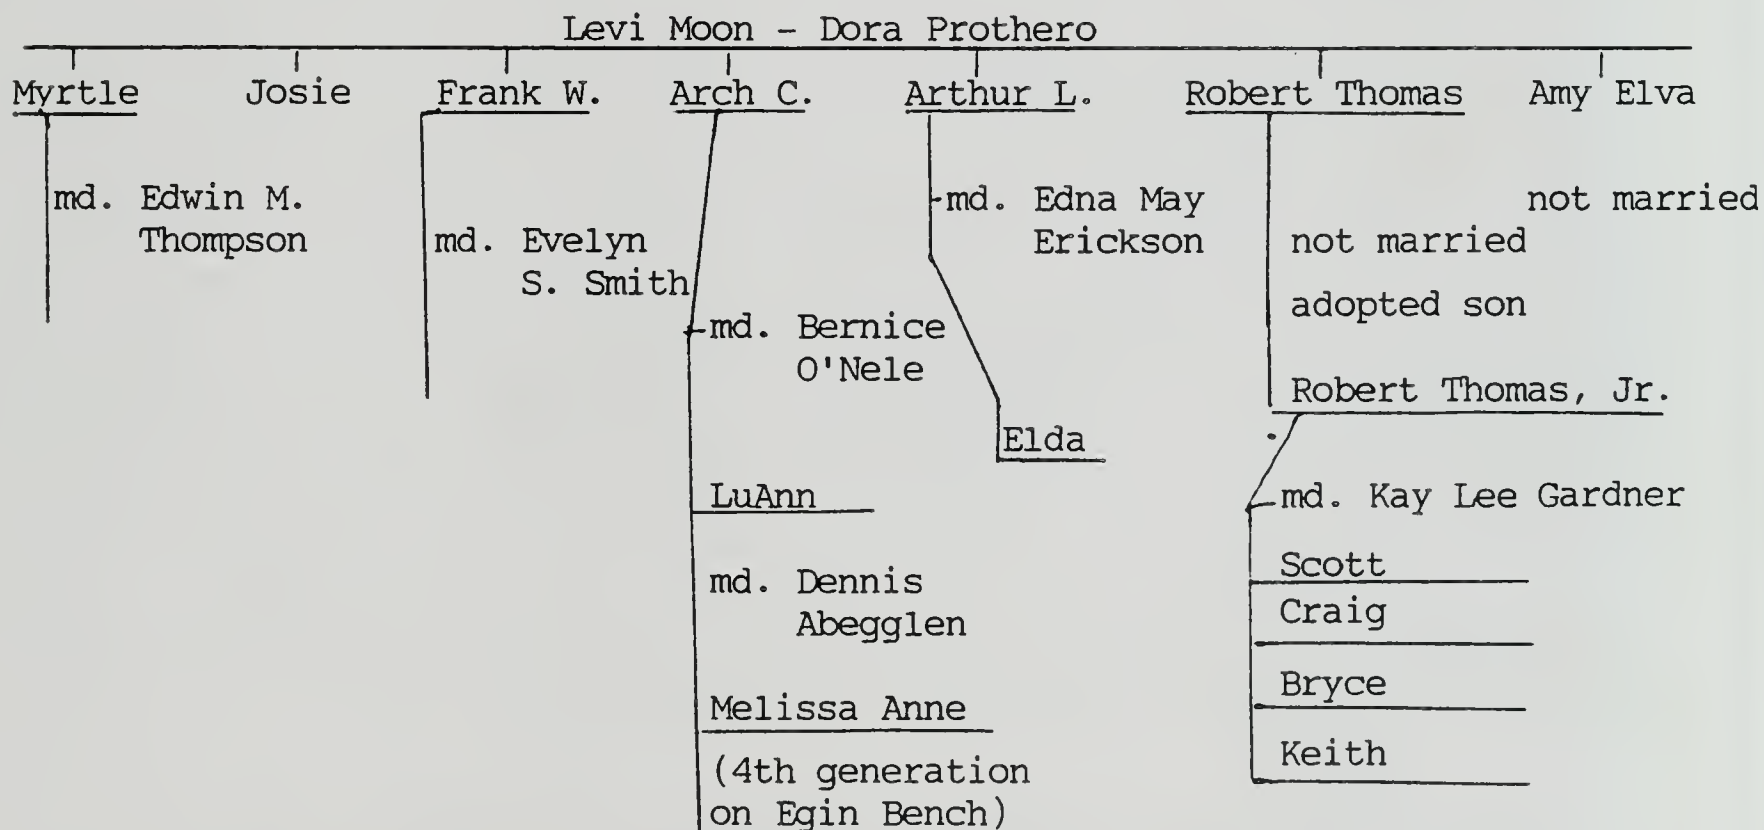 Levi Moon - Dora Prothero
Myrtle Josie Frank W. Arch C. Arthur L. Robert Thomas Amy Elva
md. Edwin M.
Thompson
md. Evelyn
S. Smith
md. Bernice
O'Nele
LuAnn
md. Dennis
Abegglen
Melissa Anne
(4th generation
on Egin Bench)
md. Edna May
Erickson
Elda
not married
adopted son
Robert Thomas, Jr.
md. Kay Lee Gardner
Scott
Craig
Bryce
Keith
not married